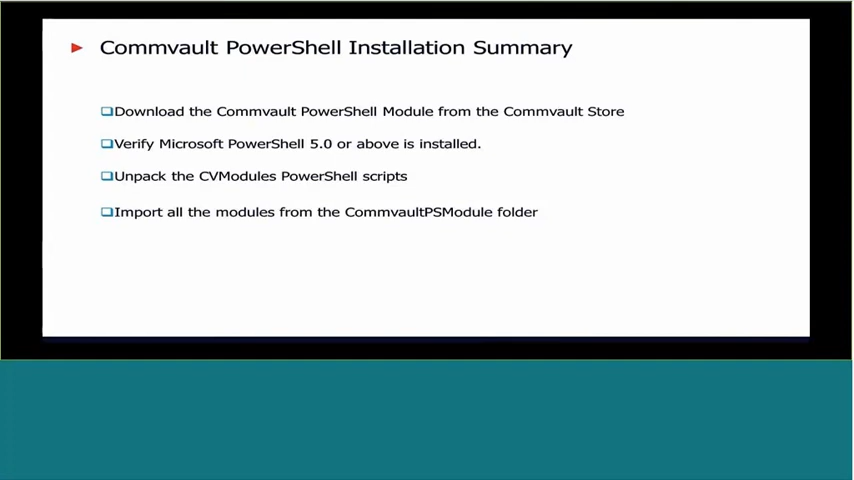 Commvault PowerShell Installation Summary
Download the Commvault PowerShell Module from the Commvault Store
Verify Microsoft PowerShell 5.0 or above is installed.
Unpack the CVModules PowerShell scripts
Import all the modules from the CommvaultPSModule folder